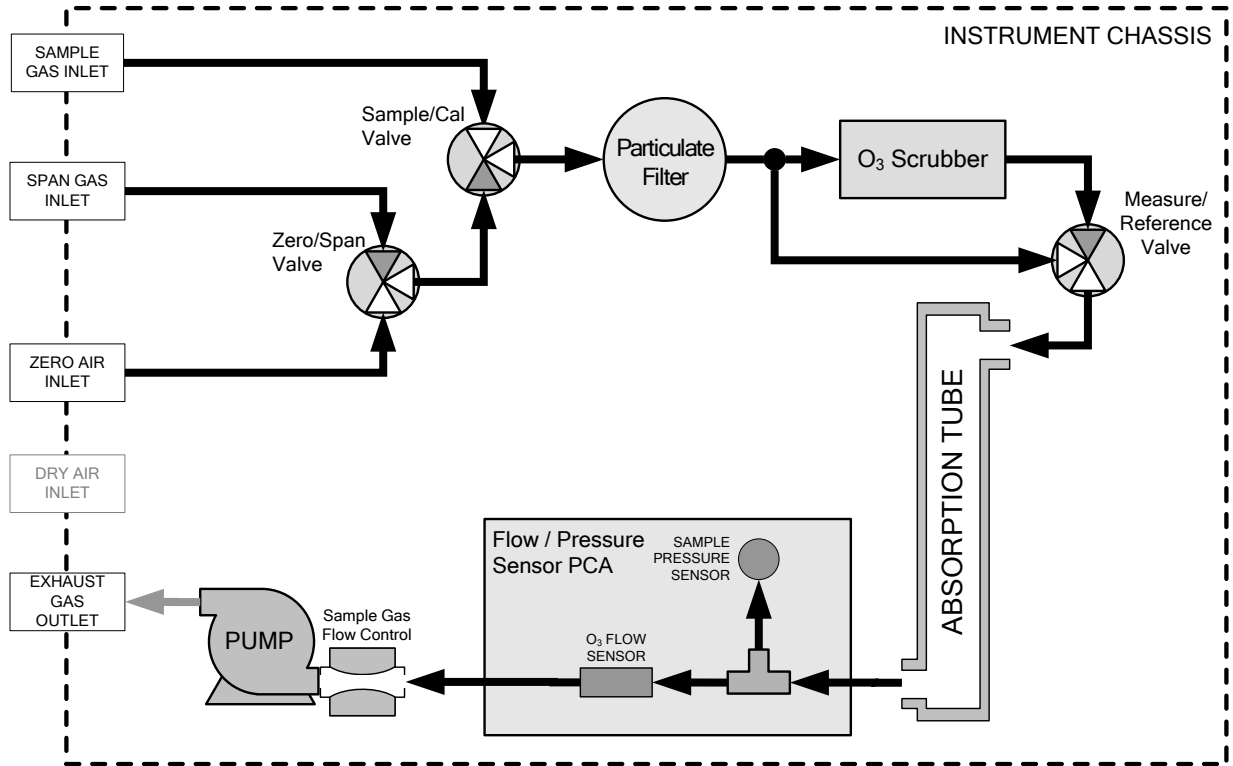 INSTRUMENT CHASSIS
SAMPLE
GAS INLET
Sample/Cal
Valve
Particulate
Filter
O₃ Scrubber
SPAN GAS
INLET
Measure/
Reference
Valve
Zero/Span
Valve
ZERO AIR
INLET
ABSORPTION TUBE
DRY AIR
INLET
Flow / Pressure
Sensor PCA
SAMPLE
PRESSURE
SENSOR
EXHAUST
GAS
OUTLET
PUMP
Sample Gas
Flow Control
O₃ FLOW
SENSOR